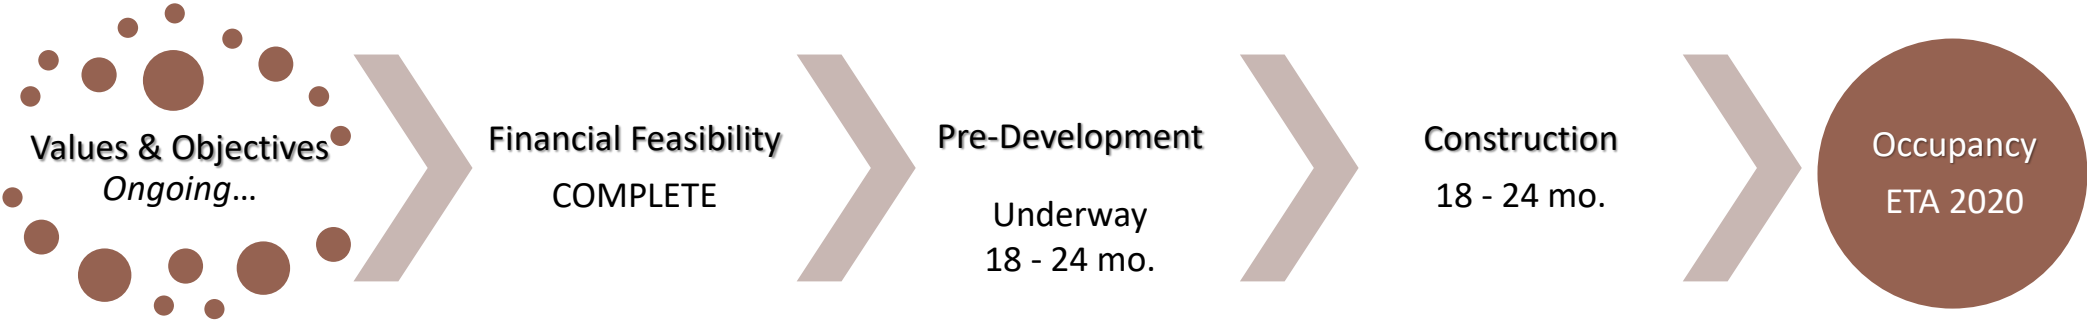 Values & Objectives
Ongoing...
Financial Feasibility
COMPLETE
Pre-Development
Underway
18 - 24 mo.
Construction
18 - 24 mo.
Occupancy
ETA 2020